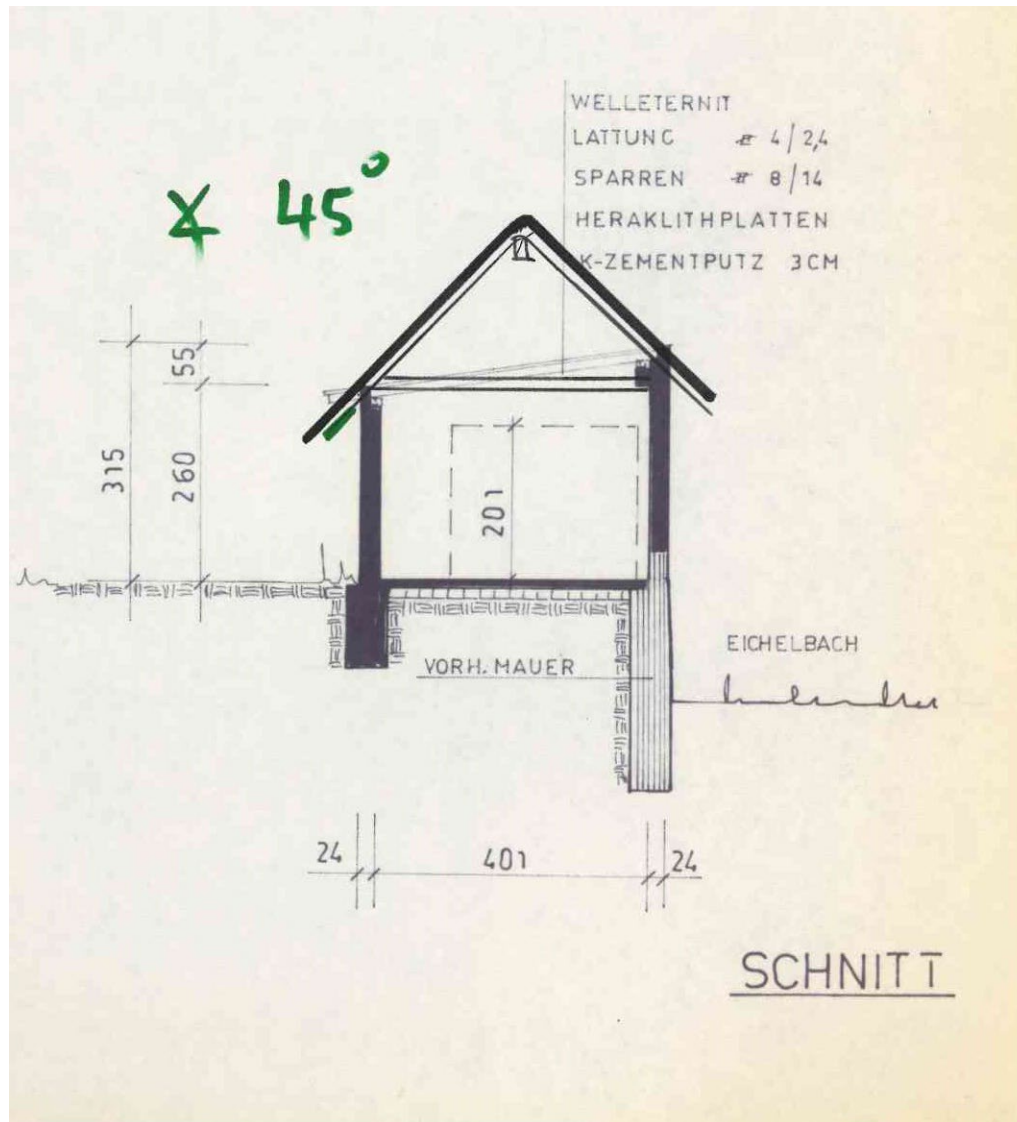 WELLETERNIT
LATTUNG 4/2,4
SPARREN 8/14
HERAKLITHPLATTEN
K-ZEMENTPUTZ 3CM
∡ 45°
55
315
260
201
EICHELBACH
VORH. MAUER
24
401
24
SCHNITT